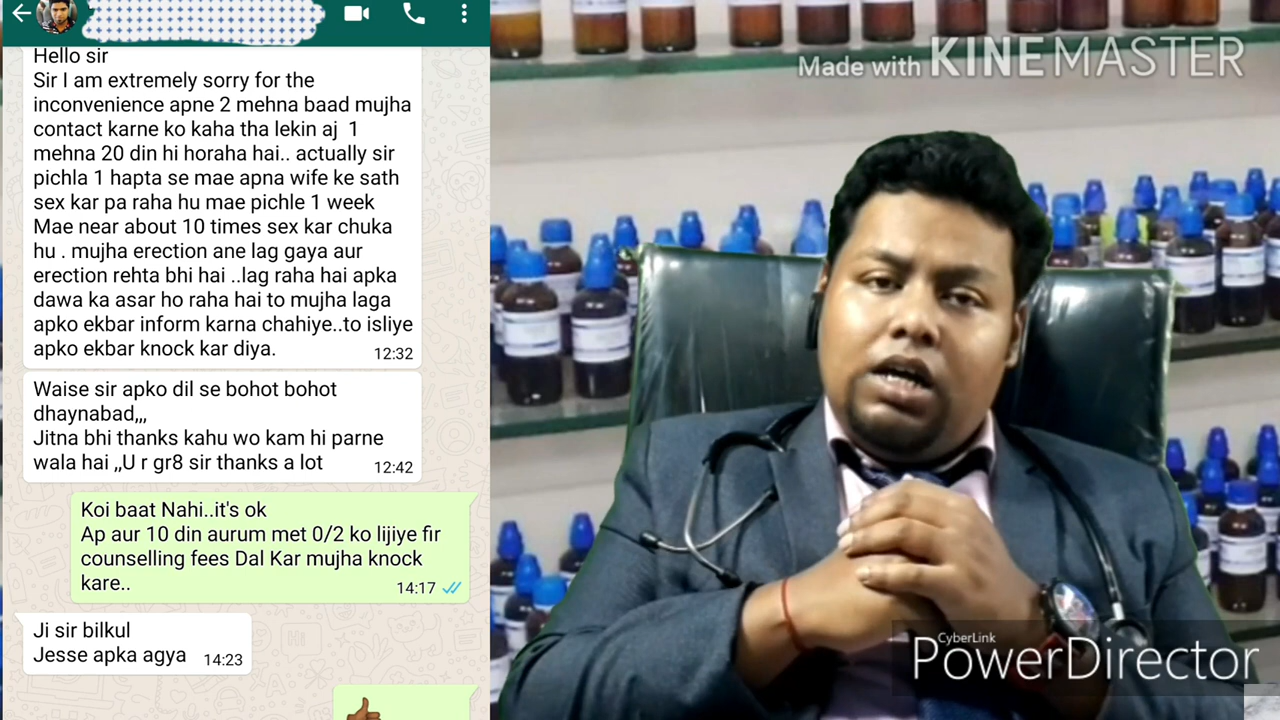 Hello sir
Sir I am extremely sorry for the
inconvenience apne 2 mehna baad mujha
contact karne ko kaha tha lekin aj 1
mehna 20 din hi horaha hai.. actually sir
pichla 1 hapta se mae apna wife ke sath
sex kar pa raha hu mae pichle 1 week
Mae near about 10 times sex kar chuka
hu . mujha erection ane lag gaya aur
erection rehta bhi hai ..lag raha hai apka
dawa ka asar ho raha hai to mujha laga
apko ekbar inform karna chahiye..to isliye
apko ekbar knock kar diya.
12:32
Waise sir apko dil se bohot bohot
dhaynabad,,,
Jitna bhi thanks kahu wo kam hi parne
wala hai ,,U r gr8 sir thanks a lot
12:42
Koi baat Nahi..it's ok
Ap aur 10 din aurum met 0/2 ko lijiye fir
counselling fees Dal Kar mujha knock
kare..
14:17
Ji sir bilkul
Jesse apka agya
14:23
Made with KINEMASTER
CyberLink
PowerDirector